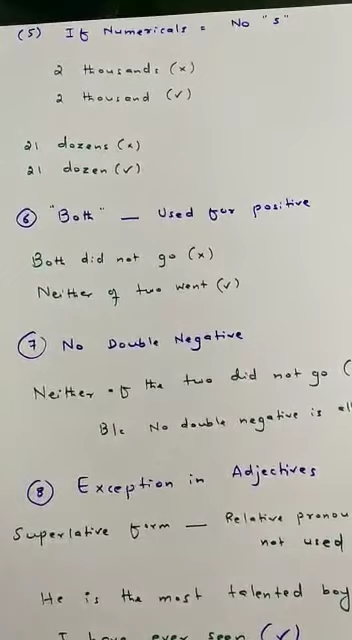 (5) If Numericals = No "s"
2 thousands (x)
2 thousand (✓)
21 dozens (x)
21 dozen (✓)
⑥ "Both" — Used for positive
Both did not go (x)
Neither of two went (✓)
⑦ No Double Negative
Neither of the two did not go (
B/c No double negative is al
⑧ Exception in Adjectives
Superlative form — Relative pronou
not used
He is the most talented boy
I have ever seen (✓)